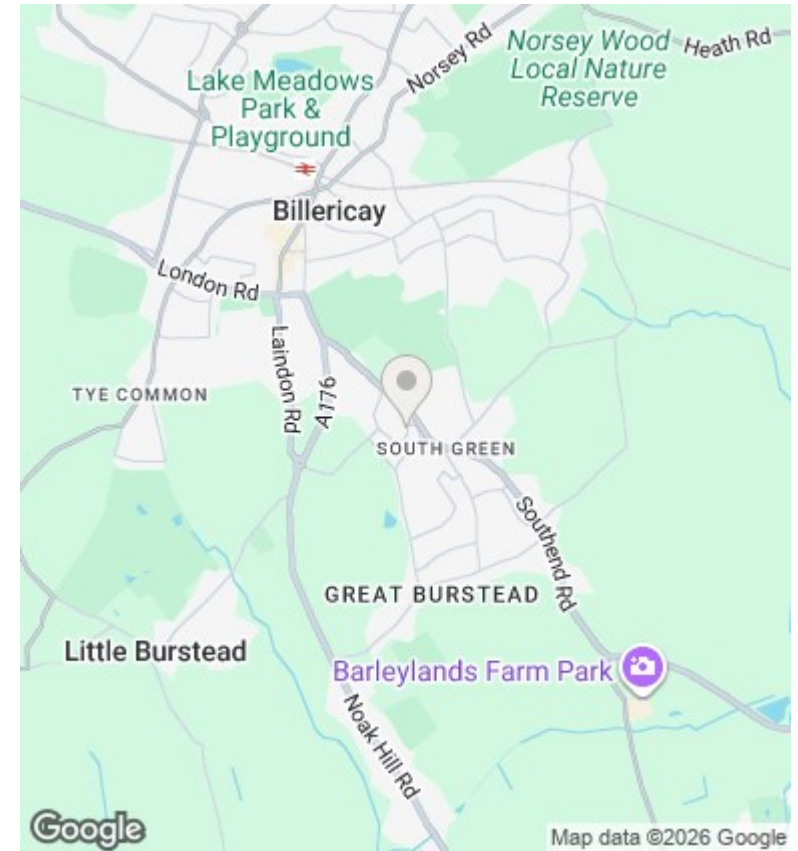 Norsey Wood
Local Nature
Reserve
Heath Rd
Norsey Rd
Lake Meadows
Park &
Playground
Billericay
London Rd
Laindon Rd
A176
TYE COMMON
SOUTH GREEN
Southend Rd
GREAT BURSTEAD
Little Burstead
Barleylands Farm Park
Noak Hill Rd
Google
Map data ©2026 Google